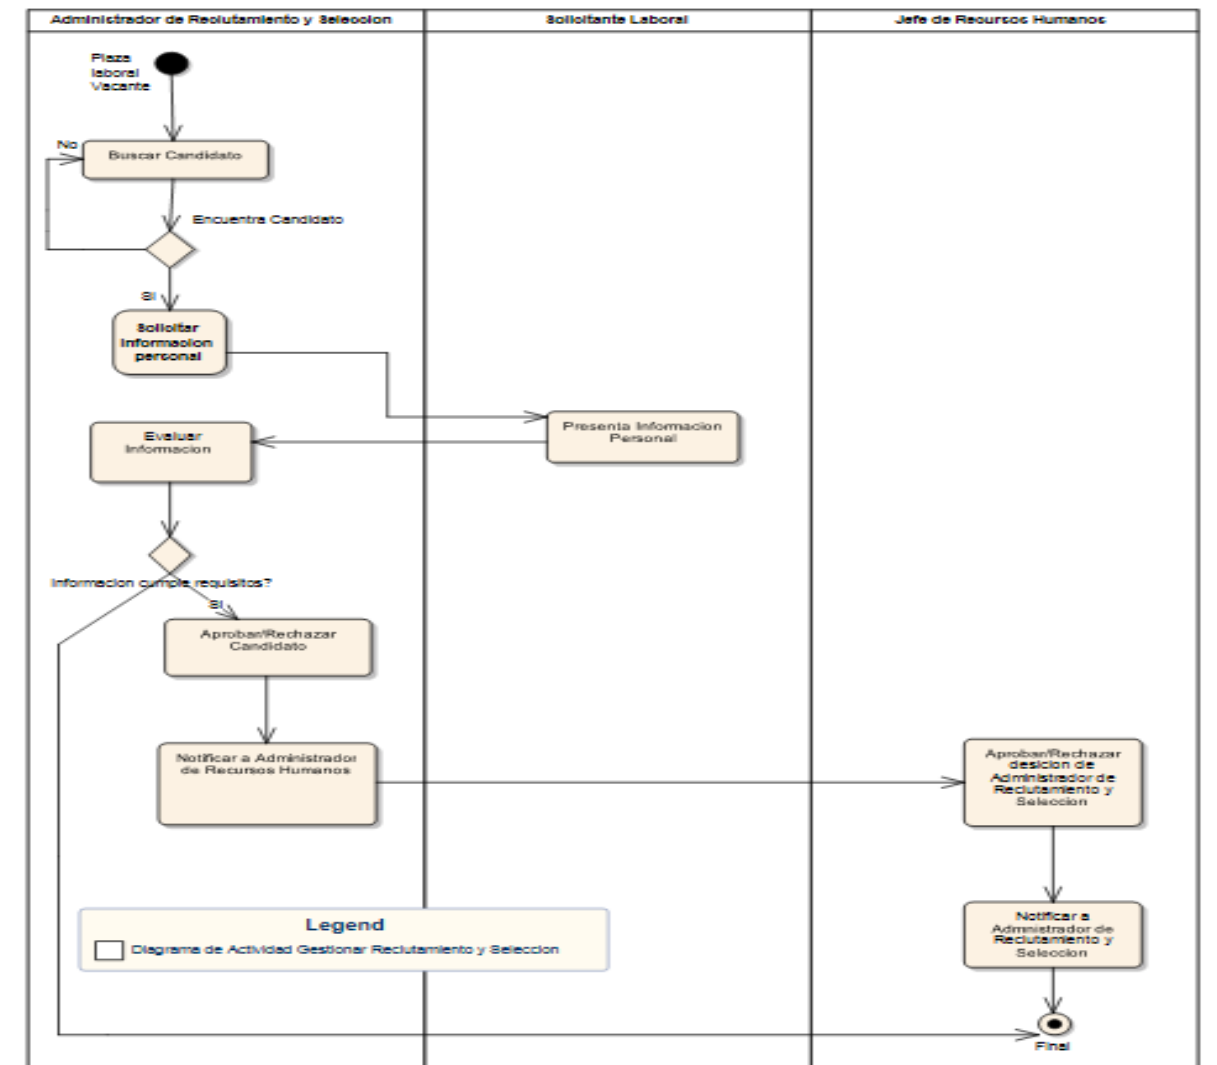 Administrador de Reclutamiento y Seleccion
Solicitante Laboral
Jefe de Recursos Humanos
Plaza
laboral
Vacante
No
Buscar Candidato
Encuentra Candidato
Si
Solicitar
Informacion
personal
Presenta Informacion
Personal
Evaluar
Informacion
Informacion cumple requisitos?
Si
Aprobar/Rechazar
Candidato
Notificar a Administrador
de Recursos Humanos
Aprobar/Rechazar
desicion de
Administrador de
Reclutamiento y
Seleccion
Notificar a
Admnistrador de
Reclutamiento y
Seleccion
Final
Legend
Diagrama de Actividad Gestionar Reclutamiento y Seleccion